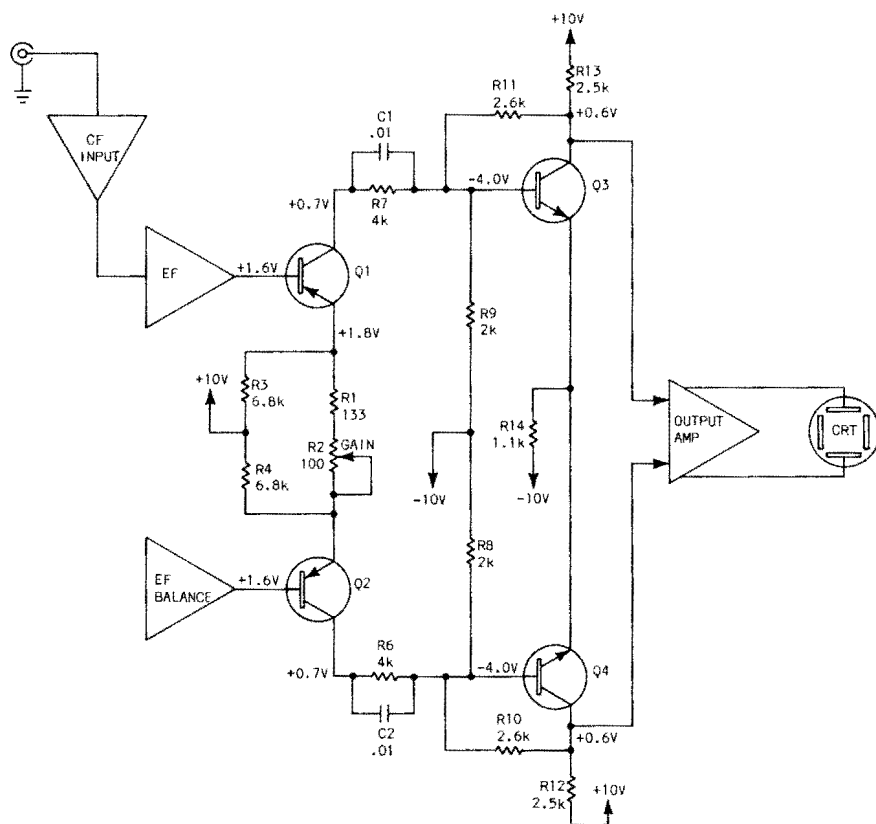 +10V
R13
2.5k
R11
2.6k
+0.6V
C1
.01
CF
INPUT
-4.0V
Q3
+0.7V
R7
4k
EF
+1.6V
Q1
+1.8V
R9
2k
+10V
R3
6.8k
R1
133
R14
1.1k
OUTPUT
AMP
CRT
R2
100
GAIN
R4
6.8k
-10V
-10V
R8
2k
EF
BALANCE
+1.6V
Q2
R6
4k
+0.7V
-4.0V
Q4
C2
.01
R10
2.6k
+0.6V
R12
2.5k
+10V